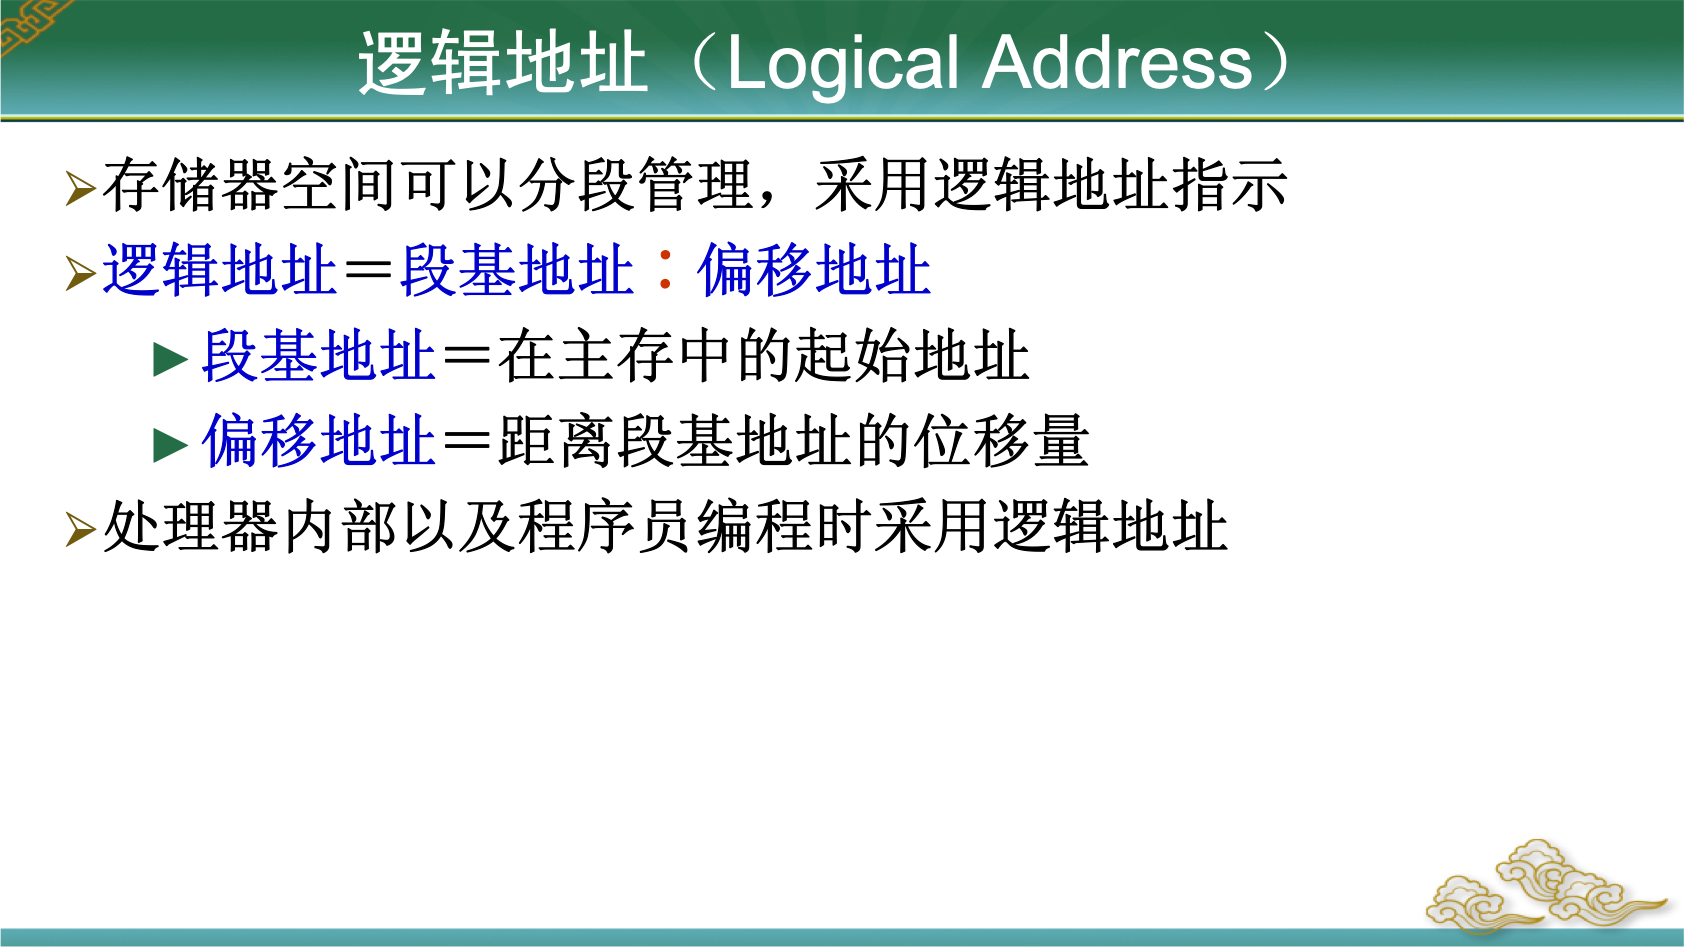 逻辑地址（Logical Address）
存储器空间可以分段管理，采用逻辑地址指示
逻辑地址＝段基地址：偏移地址
段基地址＝在主存中的起始地址
偏移地址＝距离段基地址的位移量
处理器内部以及程序员编程时采用逻辑地址